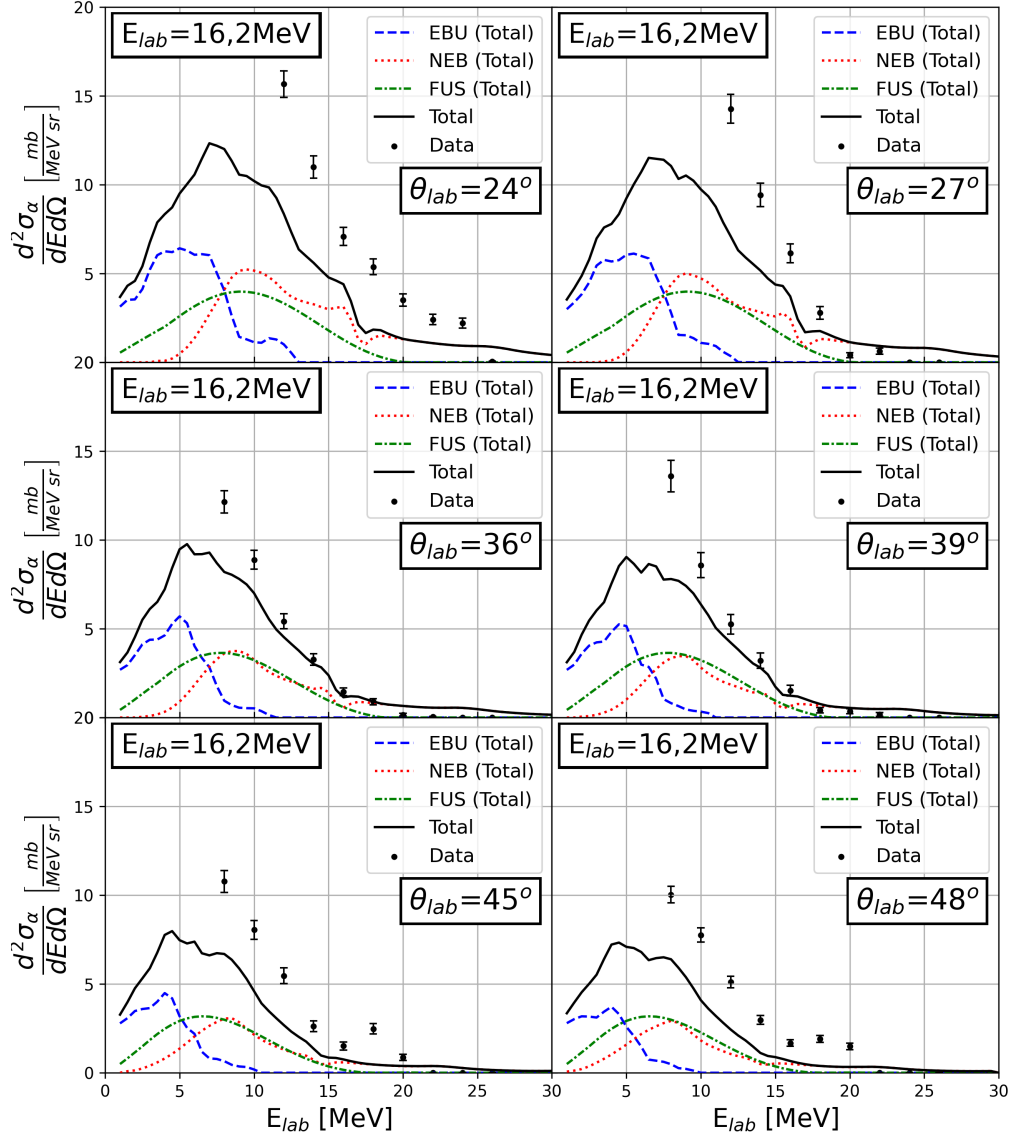 E_lab=16,2MeV
EBU (Total)
NEB (Total)
FUS (Total)
Total
Data
θ_lab=24^o
20
15
10
5
d²σ_α/dEdΩ [mb/MeV sr]
E_lab=16,2MeV
EBU (Total)
NEB (Total)
FUS (Total)
Total
Data
θ_lab=27^o
E_lab=16,2MeV
EBU (Total)
NEB (Total)
FUS (Total)
Total
Data
θ_lab=36^o
20
15
10
5
d²σ_α/dEdΩ [mb/MeV sr]
E_lab=16,2MeV
EBU (Total)
NEB (Total)
FUS (Total)
Total
Data
θ_lab=39^o
E_lab=16,2MeV
EBU (Total)
NEB (Total)
FUS (Total)
Total
Data
θ_lab=45^o
20
15
10
5
0
d²σ_α/dEdΩ [mb/MeV sr]
0 5 10 15 20 25 30
E_lab [MeV]
E_lab=16,2MeV
EBU (Total)
NEB (Total)
FUS (Total)
Total
Data
θ_lab=48^o
5 10 15 20 25 30
E_lab [MeV]